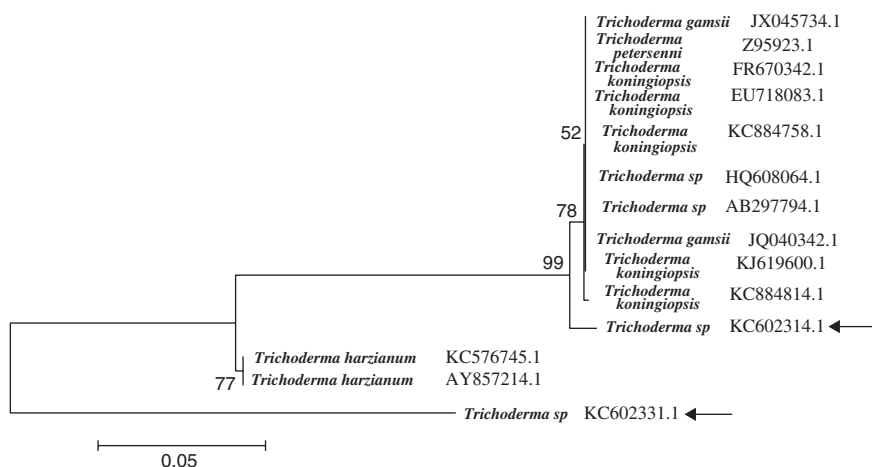 Trichoderma gamsii JX045734.1
Trichoderma petersenni Z95923.1
Trichoderma koningiopsis FR670342.1
Trichoderma koningiopsis EU718083.1
52
Trichoderma koningiopsis KC884758.1
Trichoderma sp HQ608064.1
78
Trichoderma sp AB297794.1
Trichoderma gamsii JQ040342.1
99
Trichoderma koningiopsis KJ619600.1
Trichoderma koningiopsis KC884814.1
Trichoderma sp KC602314.1
Trichoderma harzianum KC576745.1
77
Trichoderma harzianum AY857214.1
Trichoderma sp KC602331.1
0.05